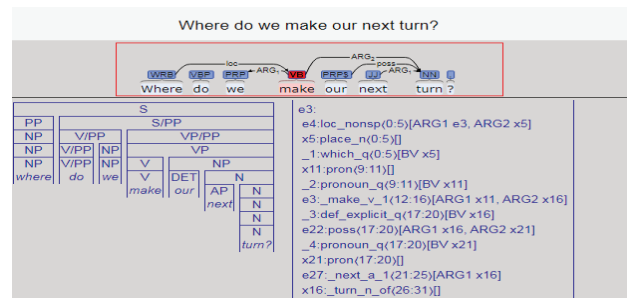 Where do we make our next turn?
loc ARG₂ poss
WRB VBP PRP ARG₁ VB PRP$ JJ ARG₁ NN .
Where do we make our next turn ?
S
PP S/PP
NP V/PP VP/PP
NP V/PP NP VP
NP V/PP NP V NP
where do we V DET N
make our AP N
next N
N
turn?
e3:
e4:loc_nonsp(0:5)[ARG1 e3, ARG2 x5]
x5:place_n(0:5)[]
_1:which_q(0:5)[BV x5]
x11:pron(9:11)[]
_2:pronoun_q(9:11)[BV x11]
e3:_make_v_1(12:16)[ARG1 x11, ARG2 x16]
_3:def_explicit_q(17:20)[BV x16]
e22:poss(17:20)[ARG1 x16, ARG2 x21]
_4:pronoun_q(17:20)[BV x21]
x21:pron(17:20)[]
e27:_next_a_1(21:25)[ARG1 x16]
x16:_turn_n_of(26:31)[]